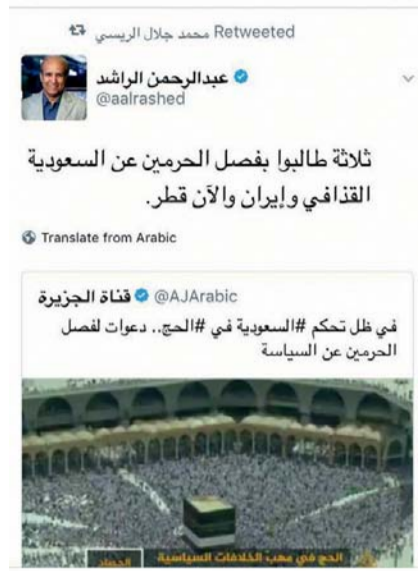 محمد جلال الريسي Retweeted
عبدالرحمن الراشد
@aalrashed
ثلاثة طالبوا بفصل الحرمين عن السعودية
القذافي وإيران والآن قطر.
Translate from Arabic
قناة الجزيرة @AJArabic
في ظل تحكم #السعودية في #الحج.. دعوات لفصل
الحرمين عن السياسة
الحج في مهب الخلافات السياسية
الحصاد